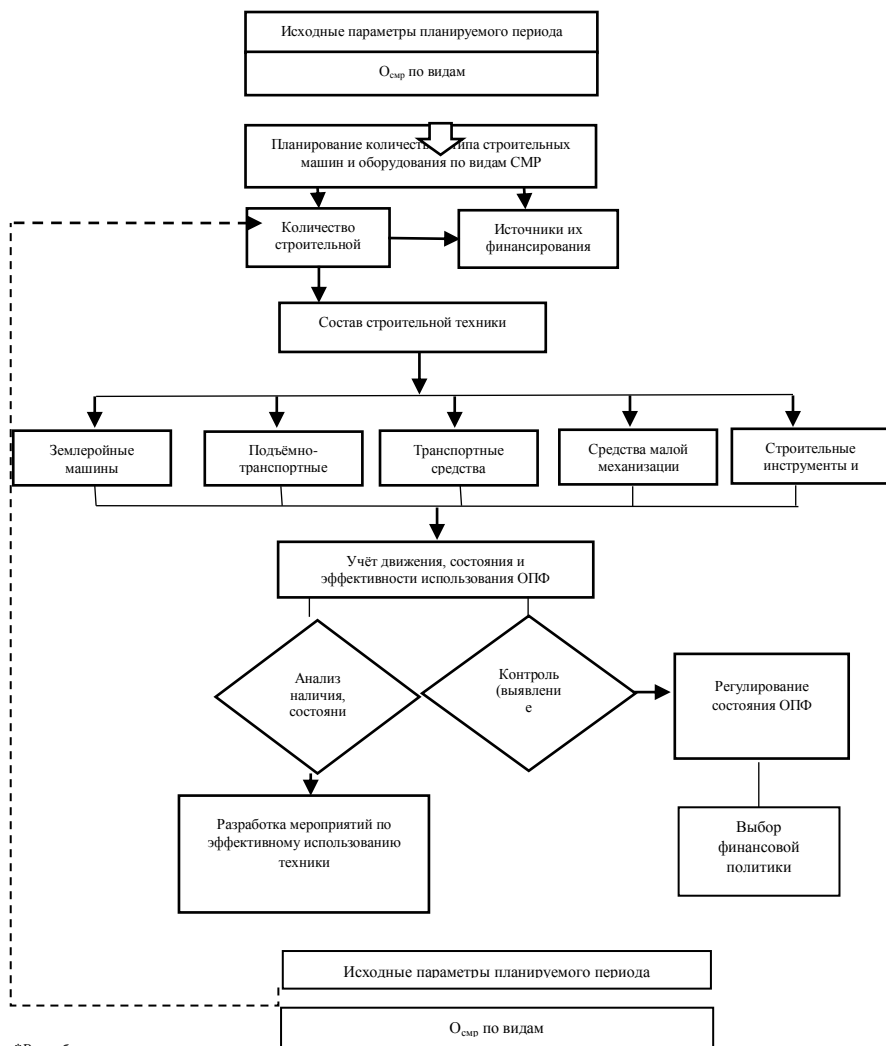 Исходные параметры планируемого периода
Осмр по видам
Планирование типа строительных
машин и оборудования по видам СМР
Количество
строительной
Источники их
финансирования
Состав строительной техники
Землеройные
машины
Подъёмно-
транспортные
Транспортные
средства
Средства малой
механизации
Строительные
инструменты и
Учёт движения, состояния и
эффективности использования ОПФ
Анализ
наличия,
состояни
Контроль
(выявлени
е
Регулирование
состояния ОПФ
Разработка мероприятий по
эффективному использованию
техники
Выбор
финансовой
политики
Исходные параметры планируемого периода
Осмр по видам